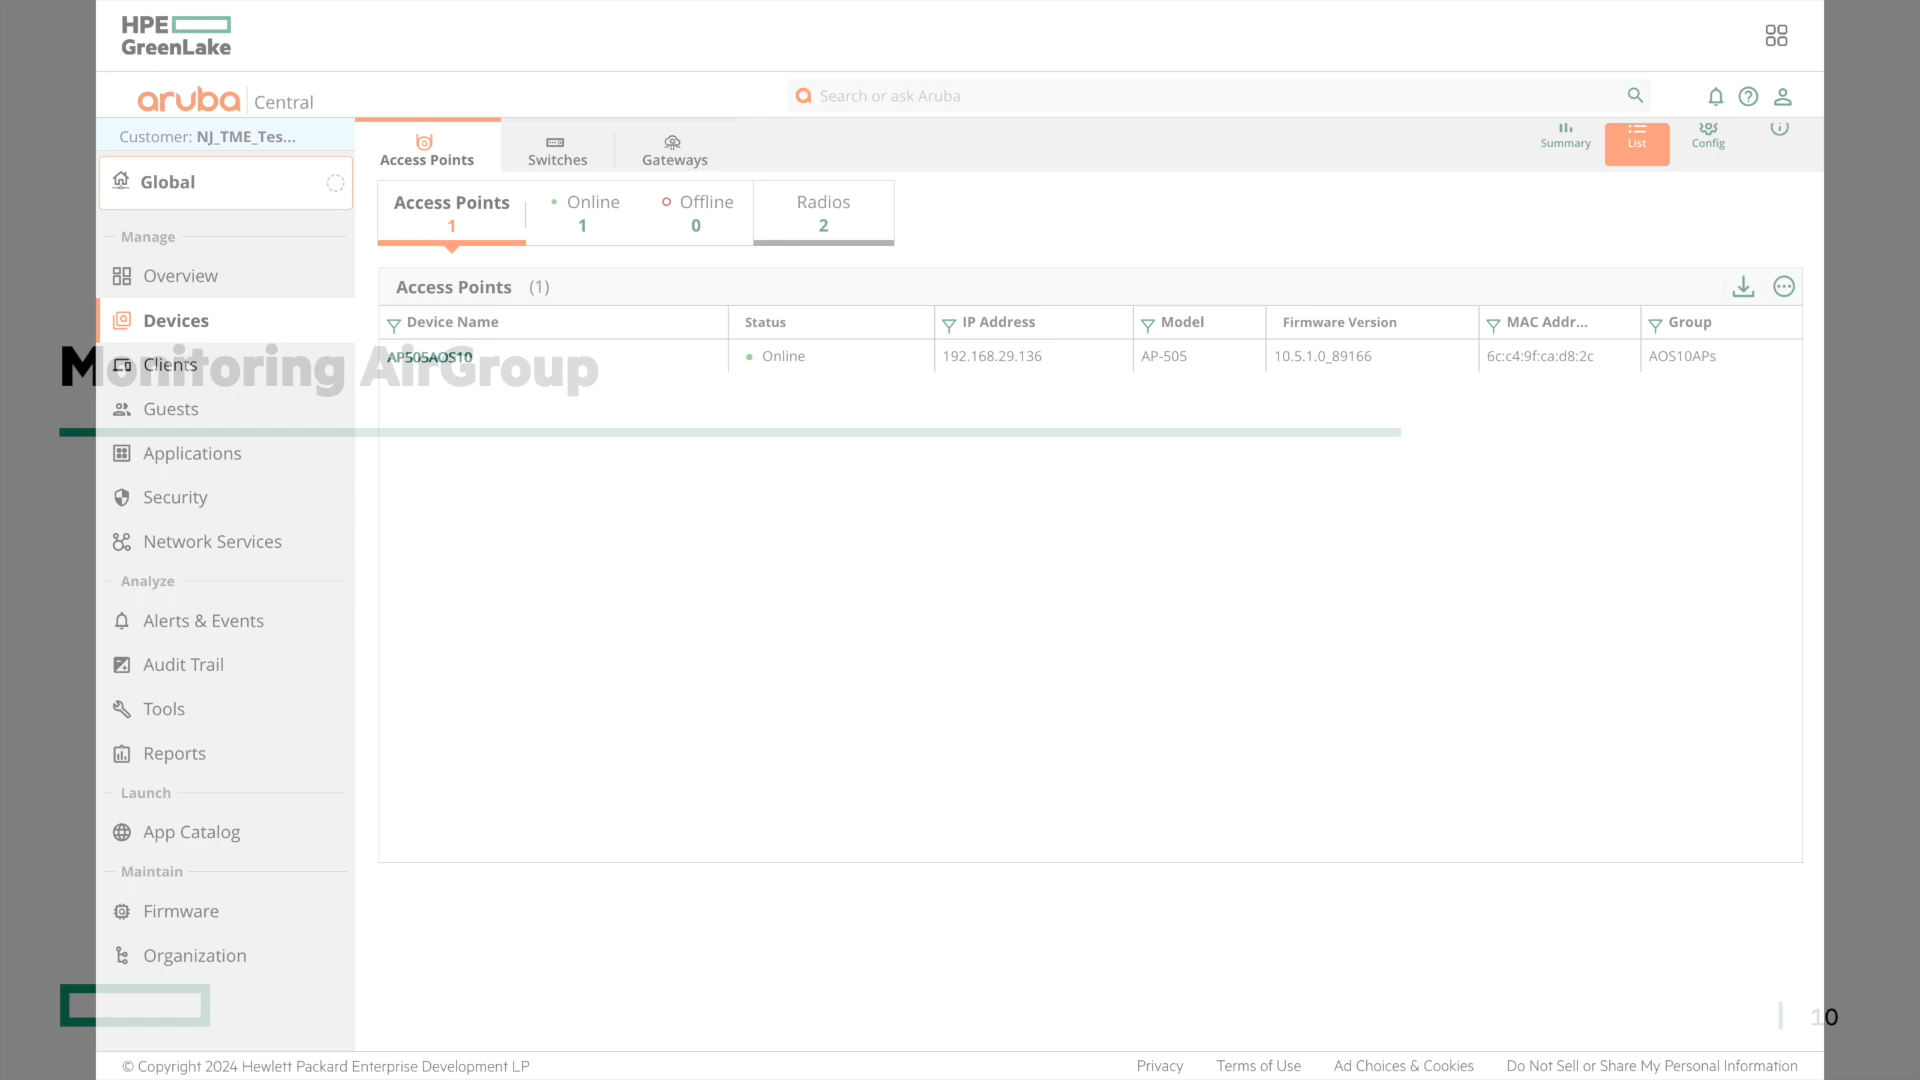 HPE
GreenLake
aruba Central
Search or ask Aruba
Customer: NJ_TME_Tes...
Access Points
Switches
Gateways
Summary
List
Config
Global
Access Points
1
Online
1
Offline
0
Radios
2
Manage
Overview
Devices
Clients
Guests
Applications
Security
Network Services
Analyze
Alerts & Events
Audit Trail
Tools
Reports
Launch
App Catalog
Maintain
Firmware
Organization
Access Points (1)
Device Name Status IP Address Model Firmware Version MAC Addr... Group
AP505AOS10 Online 192.168.29.136 AP-505 10.5.1.0_89166 6c:c4:9f:ca:d8:2c AOS10APs
Monitoring AirGroup
10
© Copyright 2024 Hewlett Packard Enterprise Development LP
Privacy Terms of Use Ad Choices & Cookies Do Not Sell or Share My Personal Information